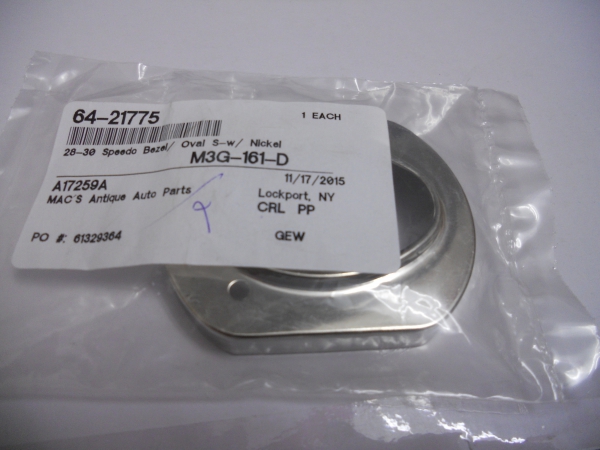 64-21775
1 EACH
28-30 Speedo Bezel/ Oval S-w/ Nickel
M3G-161-D
A17259A
11/17/2015
MAC'S Antique Auto Parts
Lockport, NY
CRL PP
PO #: 61329364
GEW